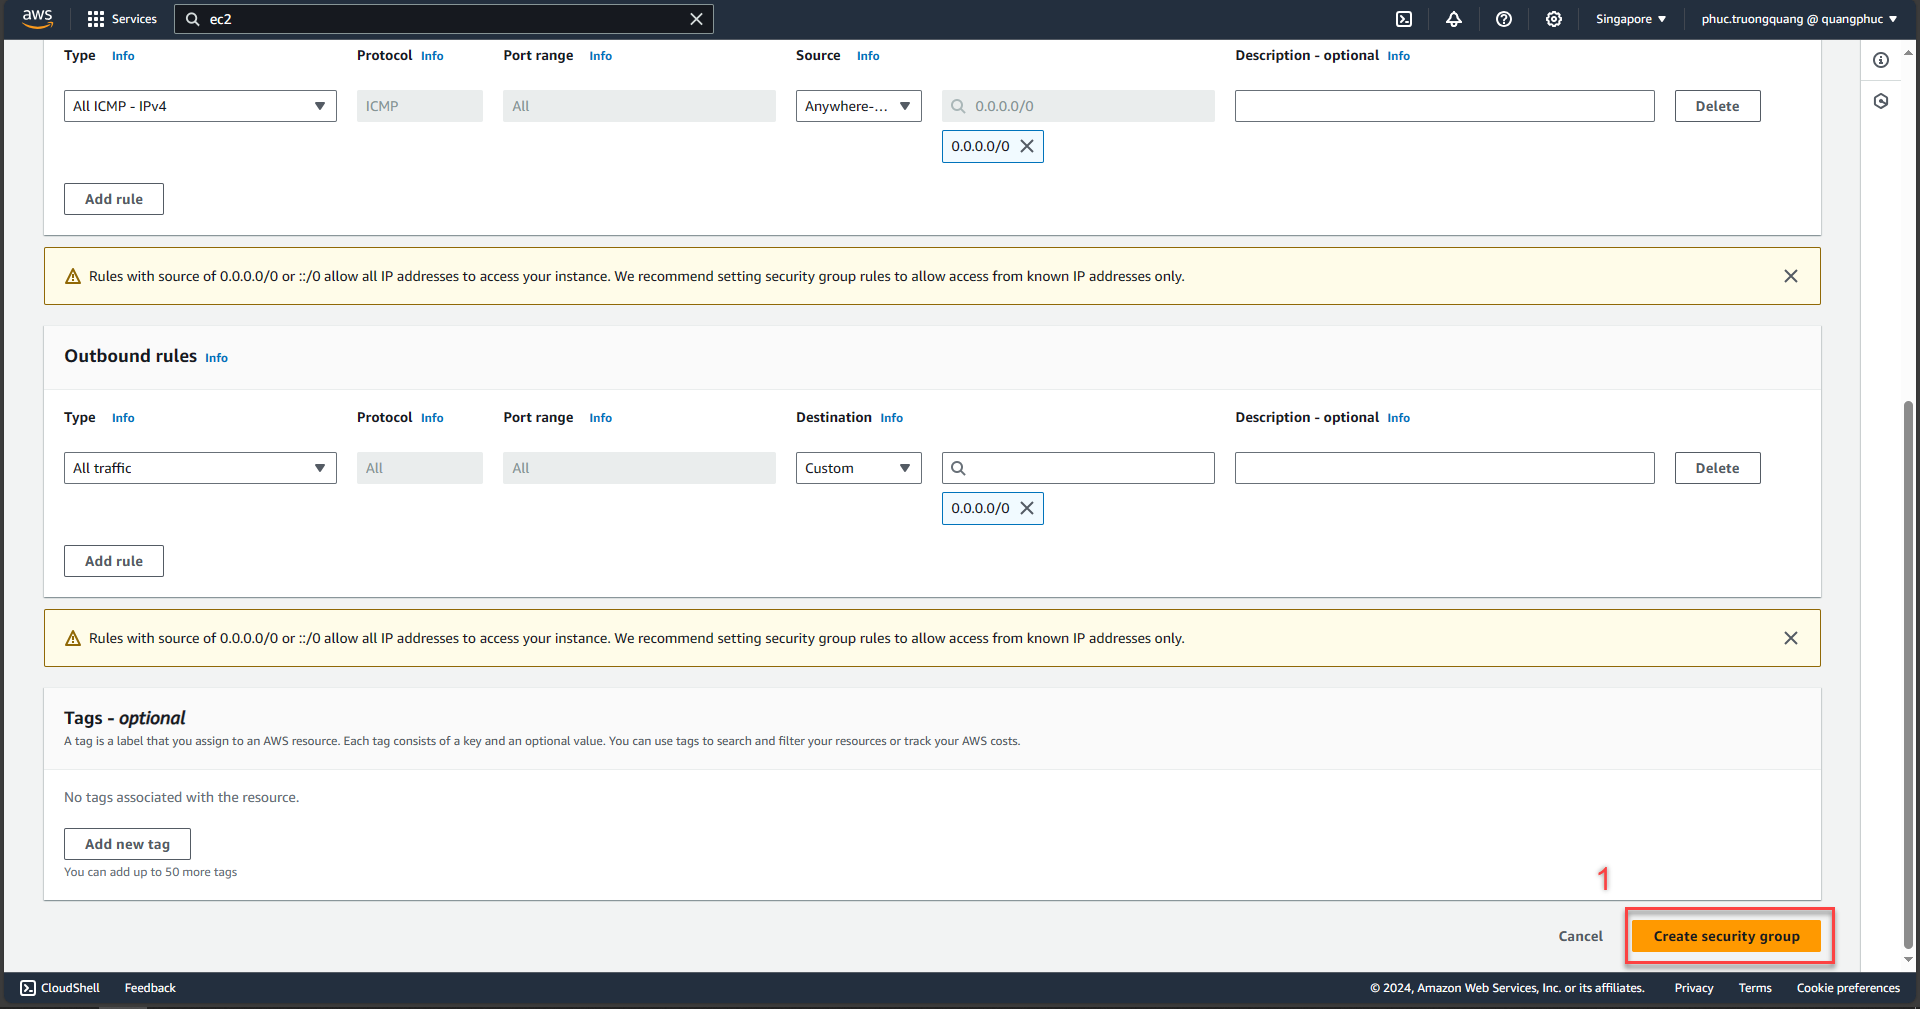 aws Services ec2 Singapore phuc.truongquang @ quangphuc
Type Info Protocol Info Port range Info Source Info Description - optional Info
All ICMP - IPv4 ICMP All Anywhere-... 0.0.0.0/0 Delete
0.0.0.0/0
Add rule
Rules with source of 0.0.0.0/0 or ::/0 allow all IP addresses to access your instance. We recommend setting security group rules to allow access from known IP addresses only.
Outbound rules Info
Type Info Protocol Info Port range Info Destination Info Description - optional Info
All traffic All All Custom Delete
0.0.0.0/0
Add rule
Rules with source of 0.0.0.0/0 or ::/0 allow all IP addresses to access your instance. We recommend setting security group rules to allow access from known IP addresses only.
Tags - optional
A tag is a label that you assign to an AWS resource. Each tag consists of a key and an optional value. You can use tags to search and filter your resources or track your AWS costs.
No tags associated with the resource.
Add new tag
You can add up to 50 more tags
1
Cancel Create security group
CloudShell Feedback © 2024, Amazon Web Services, Inc. or its affiliates. Privacy Terms Cookie preferences